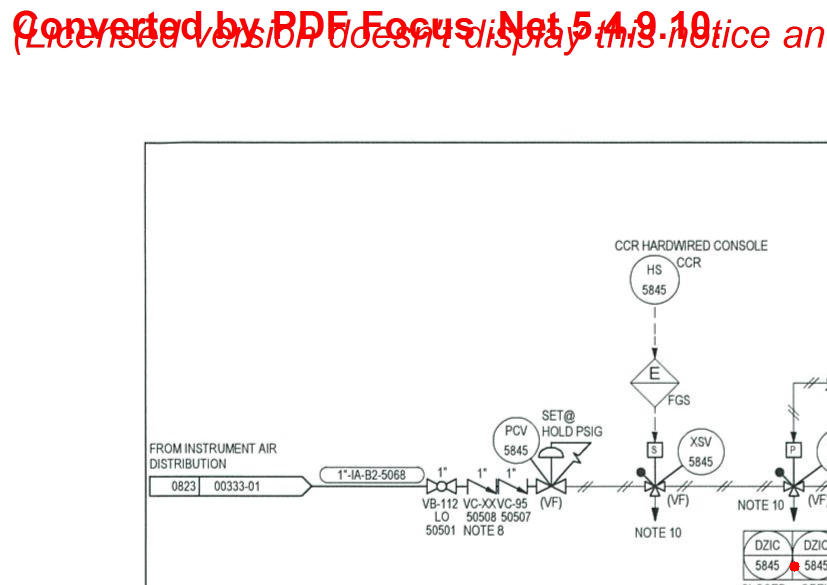 Converted by PDF Focus .Net 5.4.9.10.
(Licensed version doesn't display this notice an
CCR HARDWIRED CONSOLE
CCR
HS
5845
E
FGS
SET@
HOLD PSIG
PCV
5845
XSV
5845
S
P
FROM INSTRUMENT AIR
DISTRIBUTION
0823 00333-01
1"-IA-B2-5068
1" 1" 1"
VB-112 VC-XX VC-95
LO 50508 50507
50501 NOTE 8
(VF)
(VF)
NOTE 10
NOTE 10
(VF)
DZIC DZIC
5845 5845